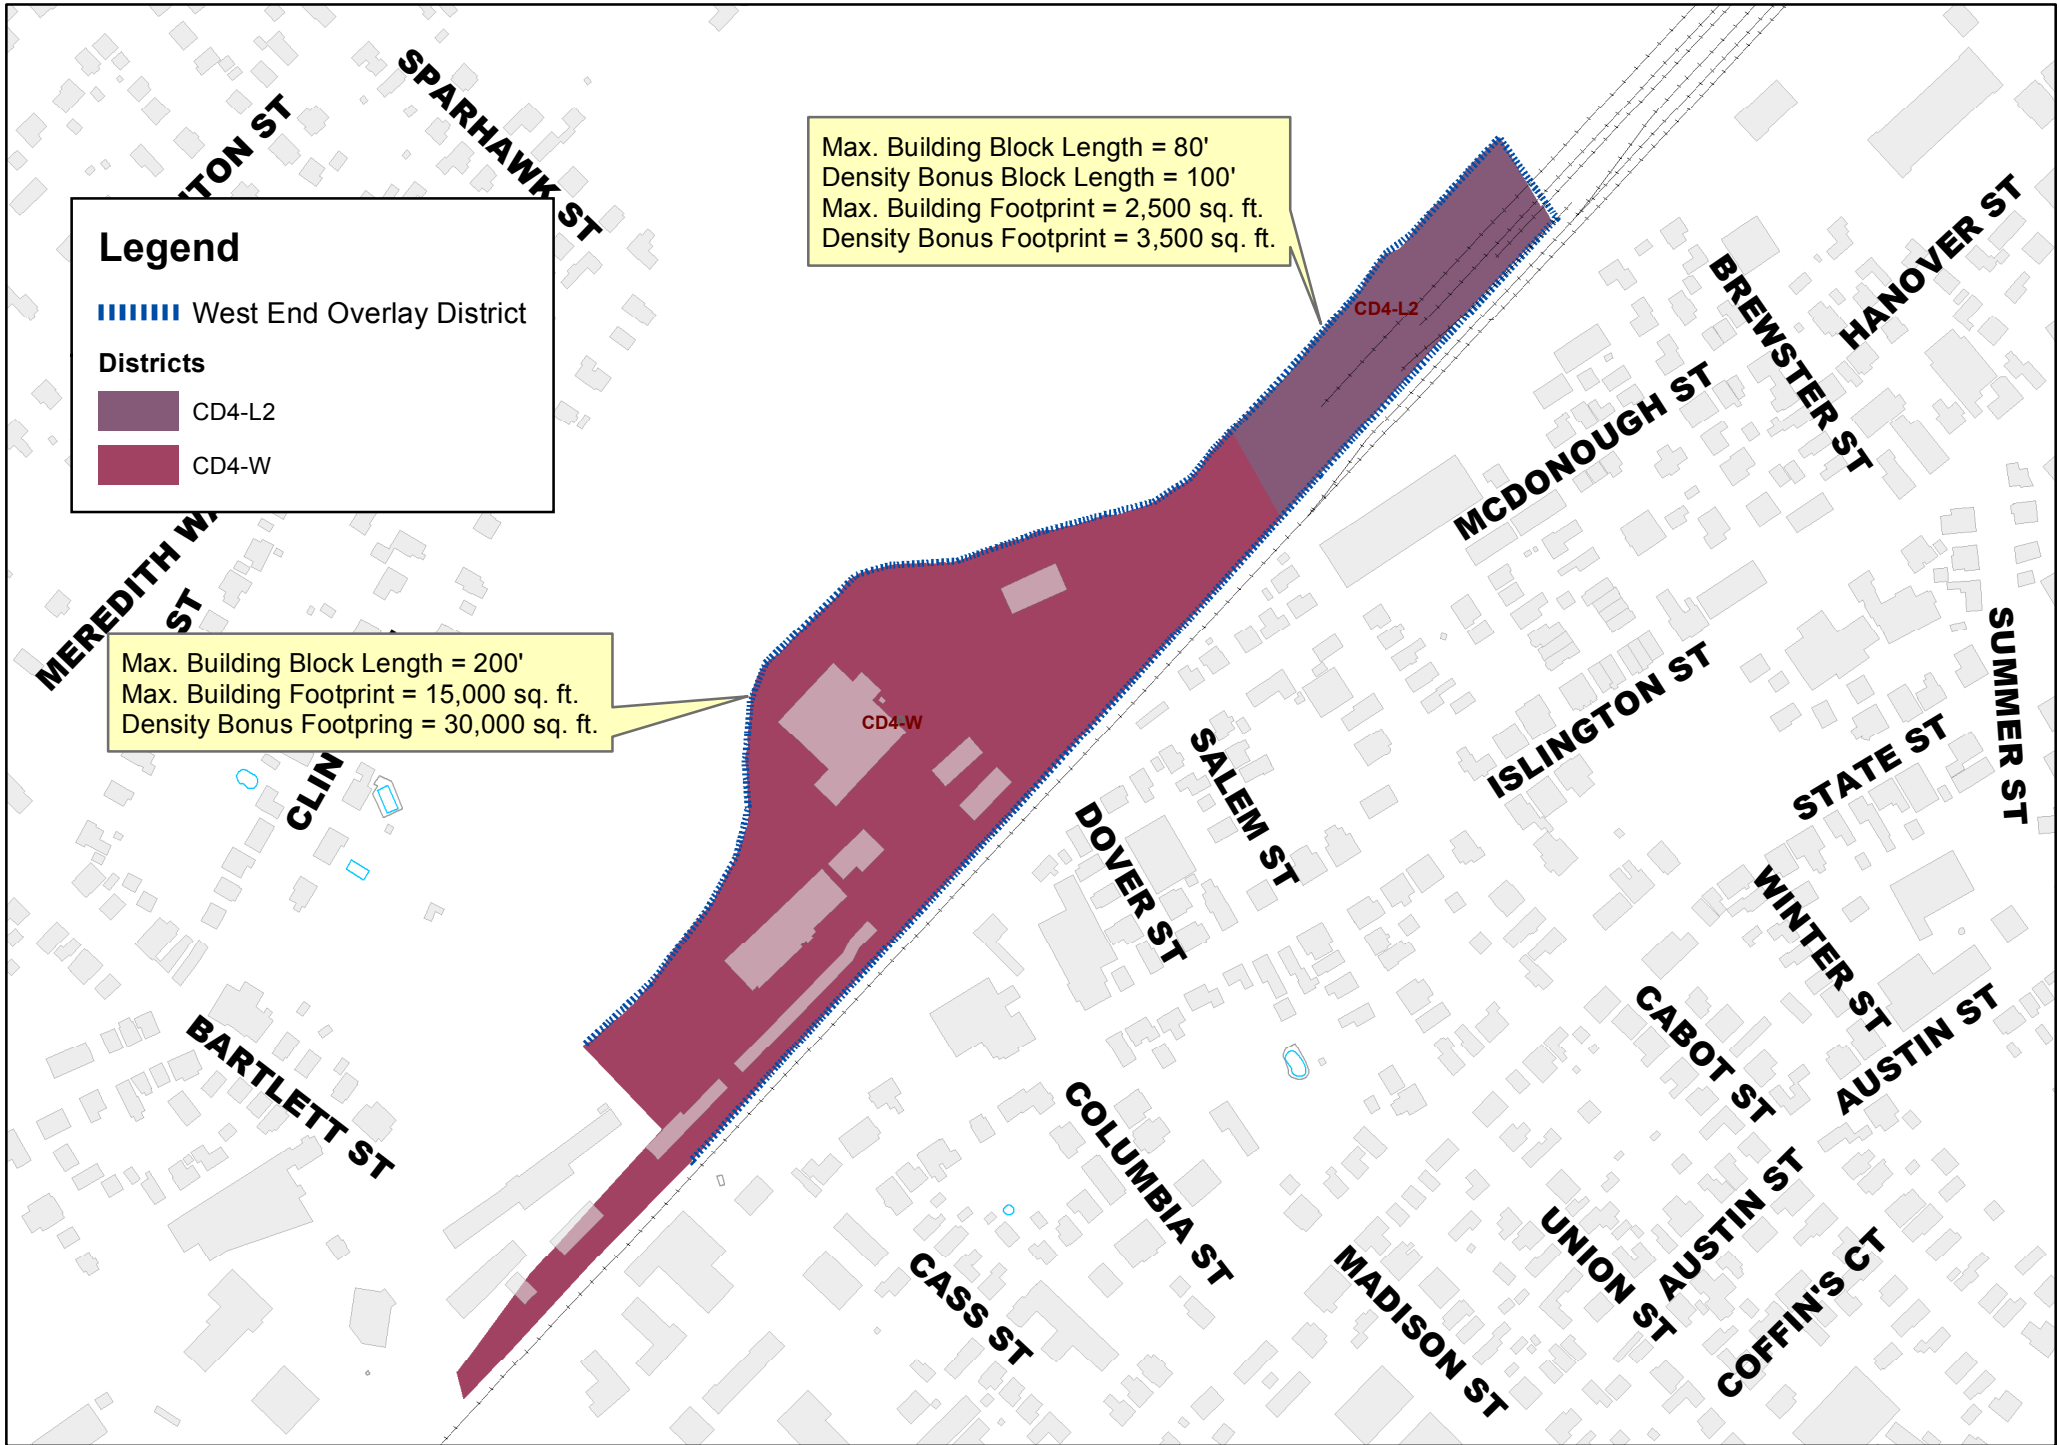 SPARHAWK ST
TON ST
Legend
West End Overlay District
Districts
CD4-L2
CD4-W
Max. Building Block Length = 80'
Density Bonus Block Length = 100'
Max. Building Footprint = 2,500 sq. ft.
Density Bonus Footprint = 3,500 sq. ft.
CD4-L2
HANOVER ST
BREWSTER ST
MCDONOUGH ST
MEREDITH WA
ST
Max. Building Block Length = 200'
Max. Building Footprint = 15,000 sq. ft.
Density Bonus Footpring = 30,000 sq. ft.
CLIN
CD4-W
SUMMER ST
ISLINGTON ST
STATE ST
SALEM ST
DOVER ST
WINTER ST
CABOT ST
AUSTIN ST
BARTLETT ST
COLUMBIA ST
CASS ST
MADISON ST
UNION ST
AUSTIN ST
COFFIN'S CT